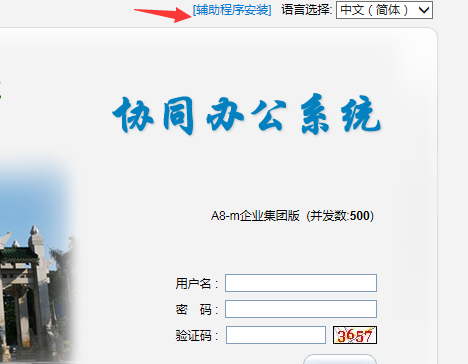 [辅助程序安装] 语言选择: 中文（简体）
协同办公系统
A8-m企业集团版 (并发数:500)
用户名：
密 码：
验证码： 3657